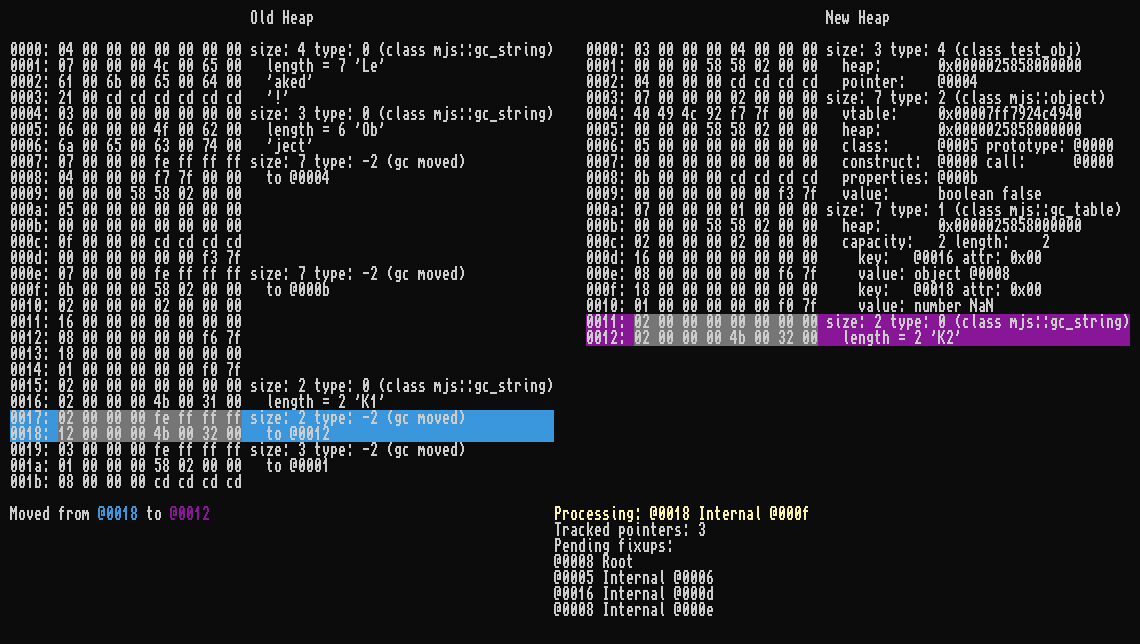 Old Heap
0000: 04 00 00 00 00 00 00 00 size: 4 type: 0 (class mjs::gc_string)
0001: 07 00 00 00 4c 00 65 00   length = 7 'Le'
0002: 61 00 6b 00 65 00 64 00   'aked'
0003: 21 00 cd cd cd cd cd cd   '!'
0004: 03 00 00 00 00 00 00 00 size: 3 type: 0 (class mjs::gc_string)
0005: 06 00 00 00 4f 00 62 00   length = 6 'Ob'
0006: 6a 00 65 00 63 00 74 00   'ject'
0007: 07 00 00 00 fe ff ff ff size: 7 type: -2 (gc moved)
0008: 04 00 00 00 f7 7f 00 00   to @0004
0009: 00 00 00 58 58 02 00 00
000a: 05 00 00 00 00 00 00 00
000b: 00 00 00 00 00 00 00 00
000c: 0f 00 00 00 cd cd cd cd
000d: 00 00 00 00 00 00 f3 7f
000e: 07 00 00 00 fe ff ff ff size: 7 type: -2 (gc moved)
000f: 0b 00 00 00 58 02 00 00   to @000b
0010: 02 00 00 00 02 00 00 00
0011: 16 00 00 00 00 00 00 00
0012: 08 00 00 00 00 00 f6 7f
0013: 18 00 00 00 00 00 00 00
0014: 01 00 00 00 00 00 f0 7f
0015: 02 00 00 00 00 00 00 00 size: 2 type: 0 (class mjs::gc_string)
0016: 02 00 00 00 4b 00 31 00   length = 2 'K1'
0017: 02 00 00 00 fe ff ff ff size: 2 type: -2 (gc moved)
0018: 12 00 00 00 4b 00 32 00   to @0012
0019: 03 00 00 00 fe ff ff ff size: 3 type: -2 (gc moved)
001a: 01 00 00 00 58 02 00 00   to @0001
001b: 08 00 00 00 cd cd cd cd
New Heap
0000: 03 00 00 00 04 00 00 00 size: 3 type: 4 (class test_obj)
0001: 00 00 00 58 58 02 00 00   heap:       0x0000025858000000
0002: 04 00 00 00 cd cd cd cd   pointer:    @0004
0003: 07 00 00 00 02 00 00 00 size: 7 type: 2 (class mjs::object)
0004: 40 49 4c 92 f7 7f 00 00   vtable:     0x00007ff7924c4940
0005: 00 00 00 58 58 02 00 00   heap:       0x0000025858000000
0006: 05 00 00 00 00 00 00 00   class:      @0005 prototype: @0000
0007: 00 00 00 00 00 00 00 00   construct:  @0000 call:      @0000
0008: 0b 00 00 00 cd cd cd cd   properties: @000b
0009: 00 00 00 00 00 00 f3 7f   value:      boolean false
000a: 07 00 00 00 01 00 00 00 size: 7 type: 1 (class mjs::gc_table)
000b: 00 00 00 58 58 02 00 00   heap:       0x0000025858000000
000c: 02 00 00 00 02 00 00 00   capacity:   2 length:    2
000d: 16 00 00 00 00 00 00 00     key:   @0016 attr: 0x00
000e: 08 00 00 00 00 00 f6 7f     value: object @0008
000f: 18 00 00 00 00 00 00 00     key:   @0018 attr: 0x00
0010: 01 00 00 00 00 00 f0 7f     value: number NaN
0011: 02 00 00 00 00 00 00 00 size: 2 type: 0 (class mjs::gc_string)
0012: 02 00 00 00 4b 00 32 00   length = 2 'K2'
Moved from @0018 to @0012
Processing: @0018 Internal @000f
Tracked pointers: 3
Pending fixups:
@0008 Root
@0005 Internal @0006
@0016 Internal @000d
@0008 Internal @000e